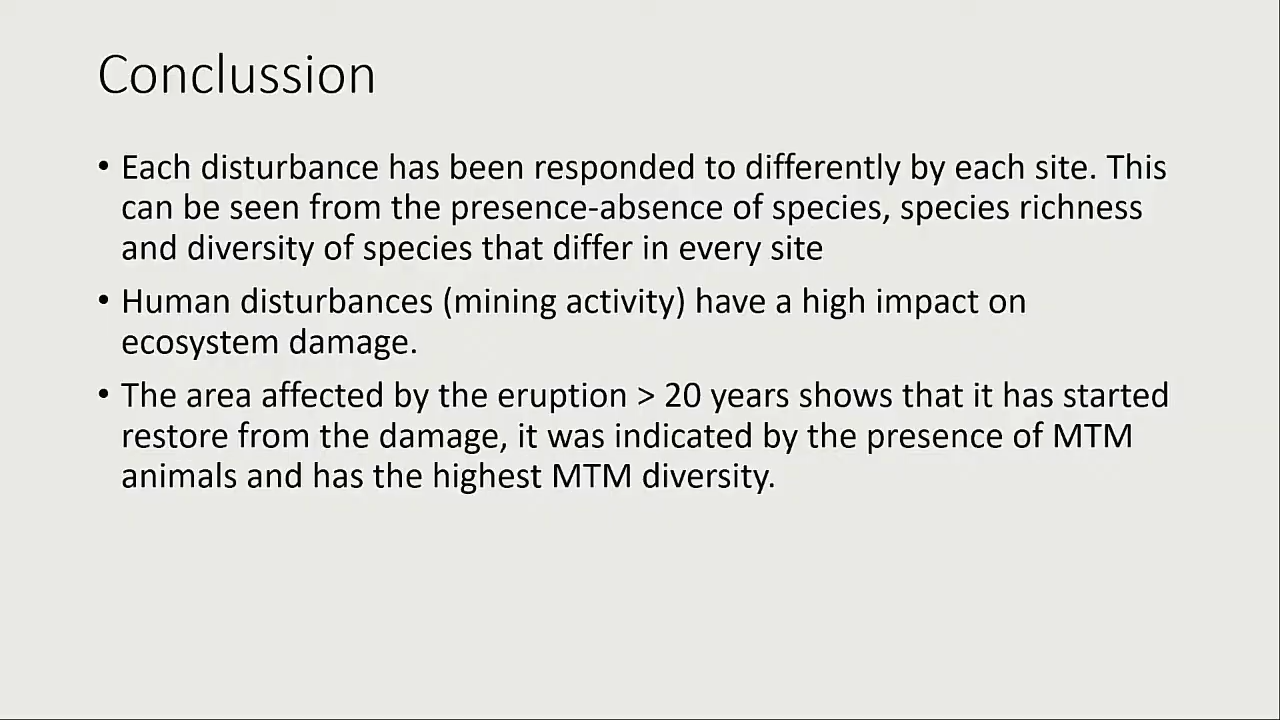 Conclussion
• Each disturbance has been responded to differently by each site. This
can be seen from the presence-absence of species, species richness
and diversity of species that differ in every site
• Human disturbances (mining activity) have a high impact on
ecosystem damage.
• The area affected by the eruption > 20 years shows that it has started
restore from the damage, it was indicated by the presence of MTM
animals and has the highest MTM diversity.